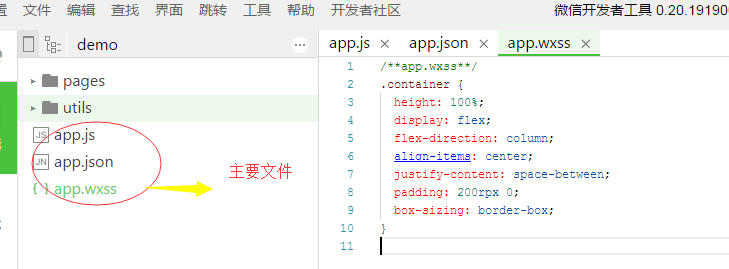 置 文件 编辑 查找 界面 跳转 工具 帮助 开发者社区 微信开发者工具 0.20.19190
demo ···
pages
utils
JS app.js
JN app.json
{ } app.wxss
主要文件
app.js × app.json × app.wxss ×
1 /**app.wxss**/
2 .container {
3 height: 100%;
4 display: flex;
5 flex-direction: column;
6 align-items: center;
7 justify-content: space-between;
8 padding: 200rpx 0;
9 box-sizing: border-box;
10 }
11